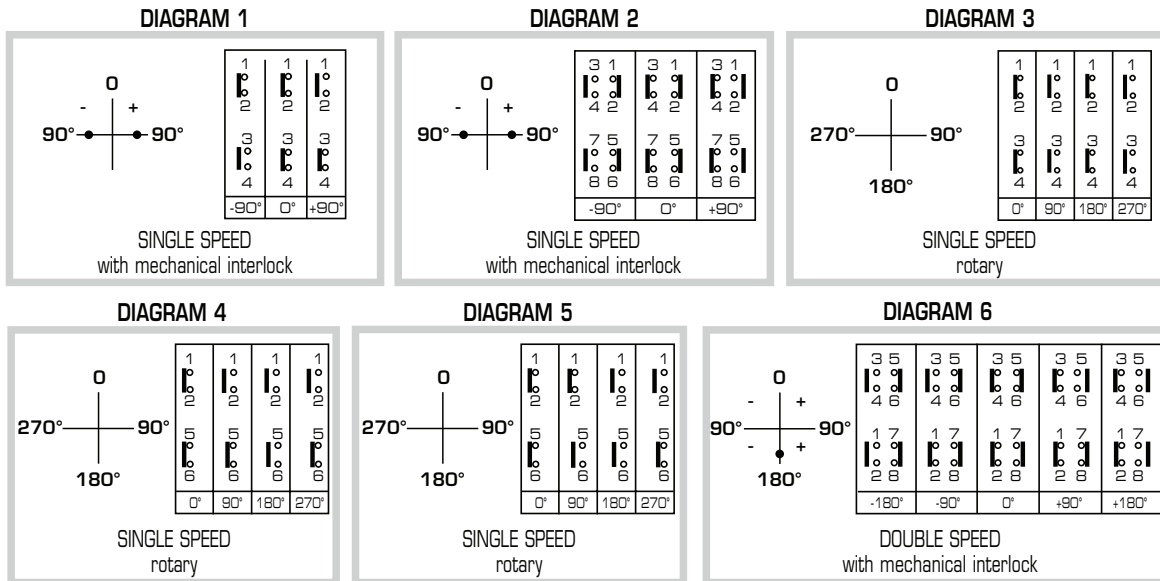 DIAGRAM 1
0
- +
90° 90°
1 1 1
2 2 2
3 3 3
4 4 4
-90° 0° +90°
SINGLE SPEED
with mechanical interlock
DIAGRAM 2
0
- +
90° 90°
3 1 3 1 3 1
4 2 4 2 4 2
7 5 7 5 7 5
8 6 8 6 8 6
-90° 0° +90°
SINGLE SPEED
with mechanical interlock
DIAGRAM 3
0
270° 90°
180°
1 1 1 1
2 2 2 2
3 3 3 3
4 4 4 4
0° 90° 180° 270°
SINGLE SPEED
rotary
DIAGRAM 4
0
270° 90°
180°
1 1 1 1
2 2 2 2
5 5 5 5
6 6 6 6
0° 90° 180° 270°
SINGLE SPEED
rotary
DIAGRAM 5
0
270° 90°
180°
1 1 1 1
2 2 2 2
5 5 5 5
6 6 6 6
0° 90° 180° 270°
SINGLE SPEED
rotary
DIAGRAM 6
0
- +
90° 90°
- +
180°
3 5 3 5 3 5 3 5 3 5
4 6 4 6 4 6 4 6 4 6
1 7 1 7 1 7 1 7 1 7
2 8 2 8 2 8 2 8 2 8
-180° -90° 0° +90° +180°
DOUBLE SPEED
with mechanical interlock